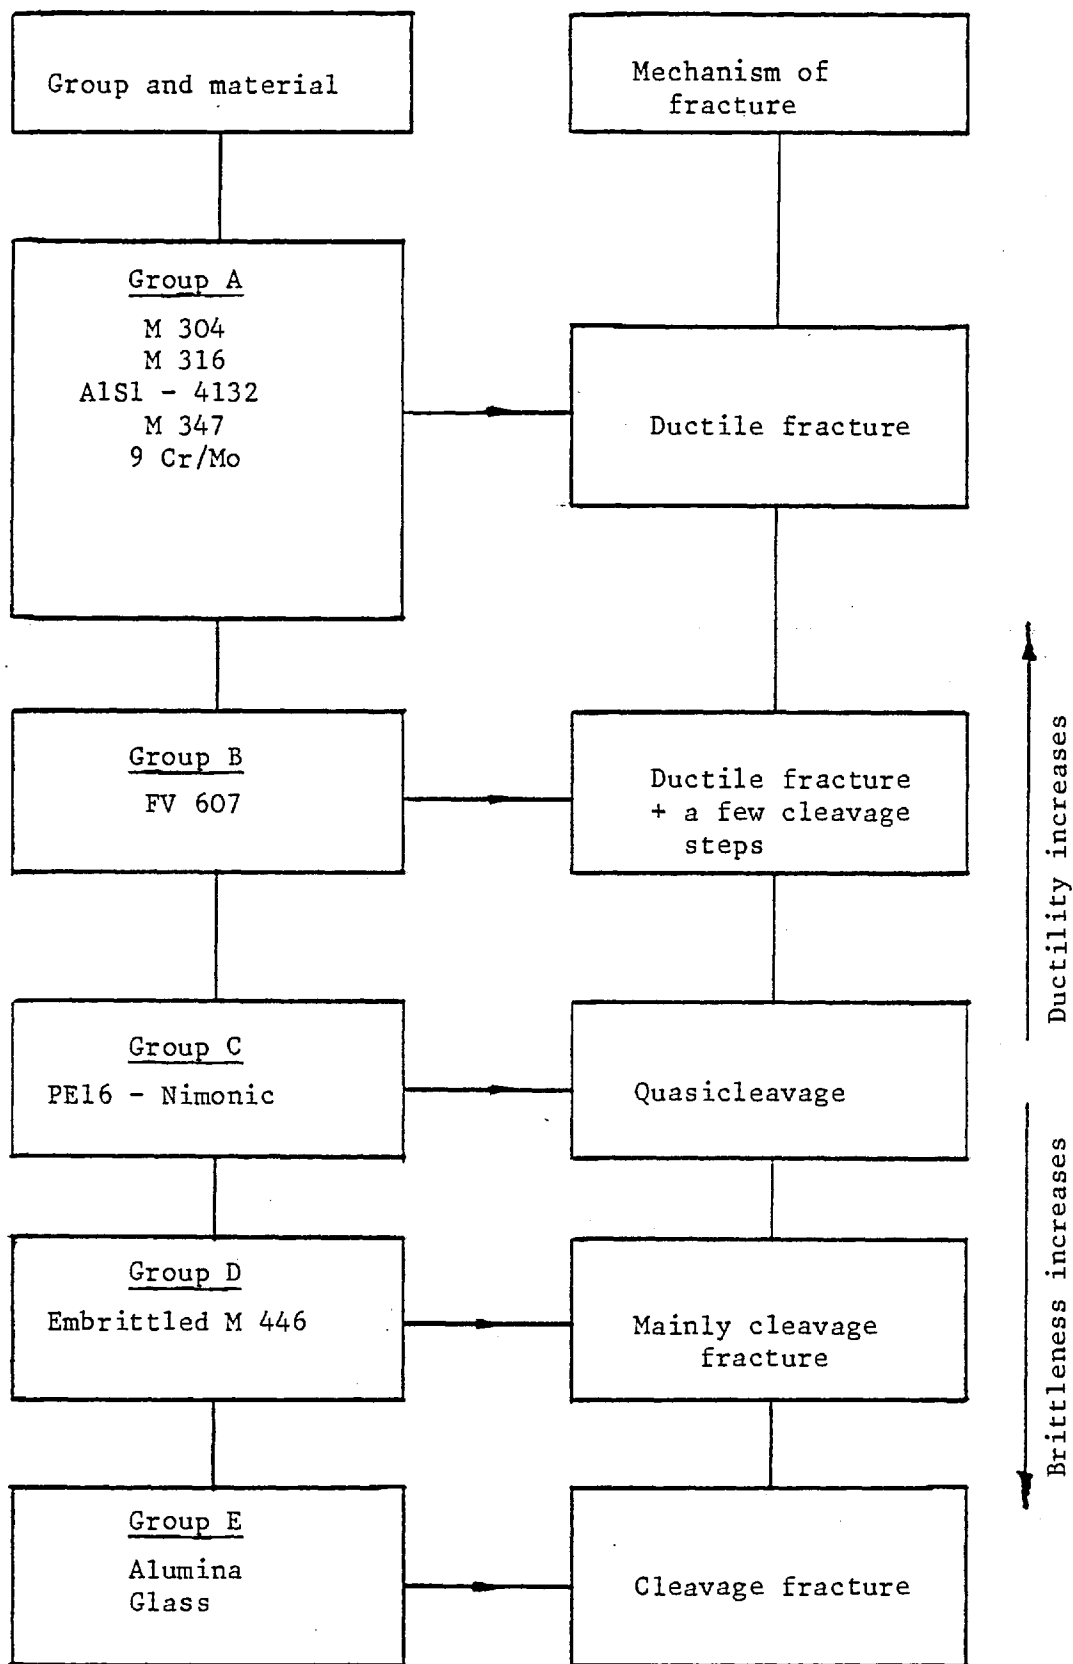 Group and material
Mechanism of
fracture
Group A
M 304
M 316
AlSl - 4132
M 347
9 Cr/Mo
Ductile fracture
Group B
FV 607
Ductile fracture
+ a few cleavage
steps
Group C
PE16 - Nimonic
Quasicleavage
Group D
Embrittled M 446
Mainly cleavage
fracture
Group E
Alumina
Glass
Cleavage fracture
Ductility increases
Brittleness increases